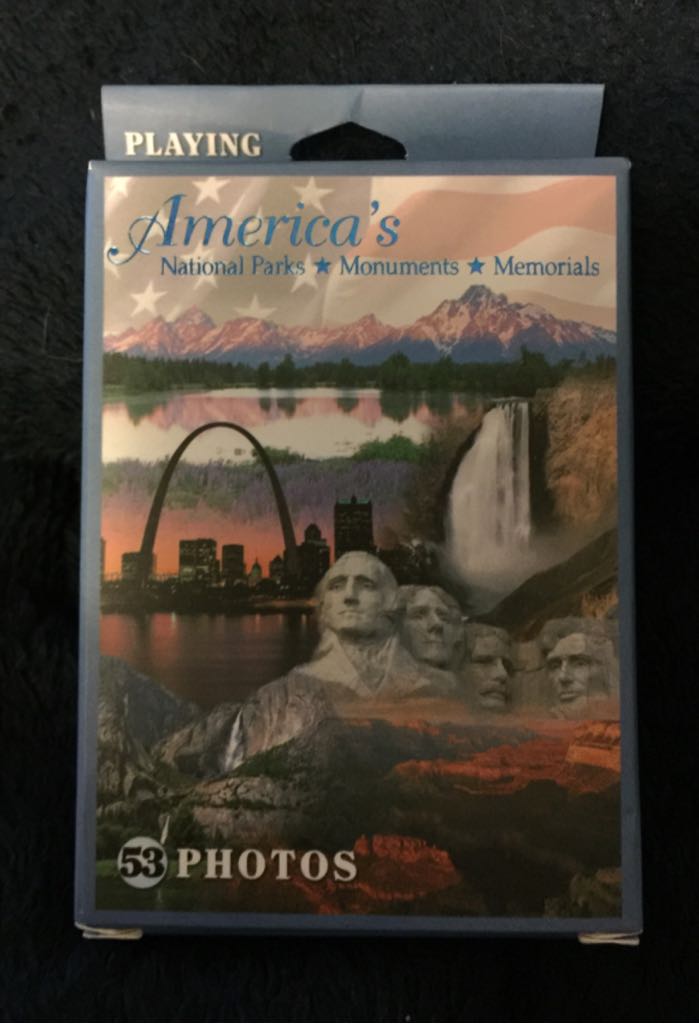 PLAYING
America's
National Parks ★ Monuments ★ Memorials
53 PHOTOS